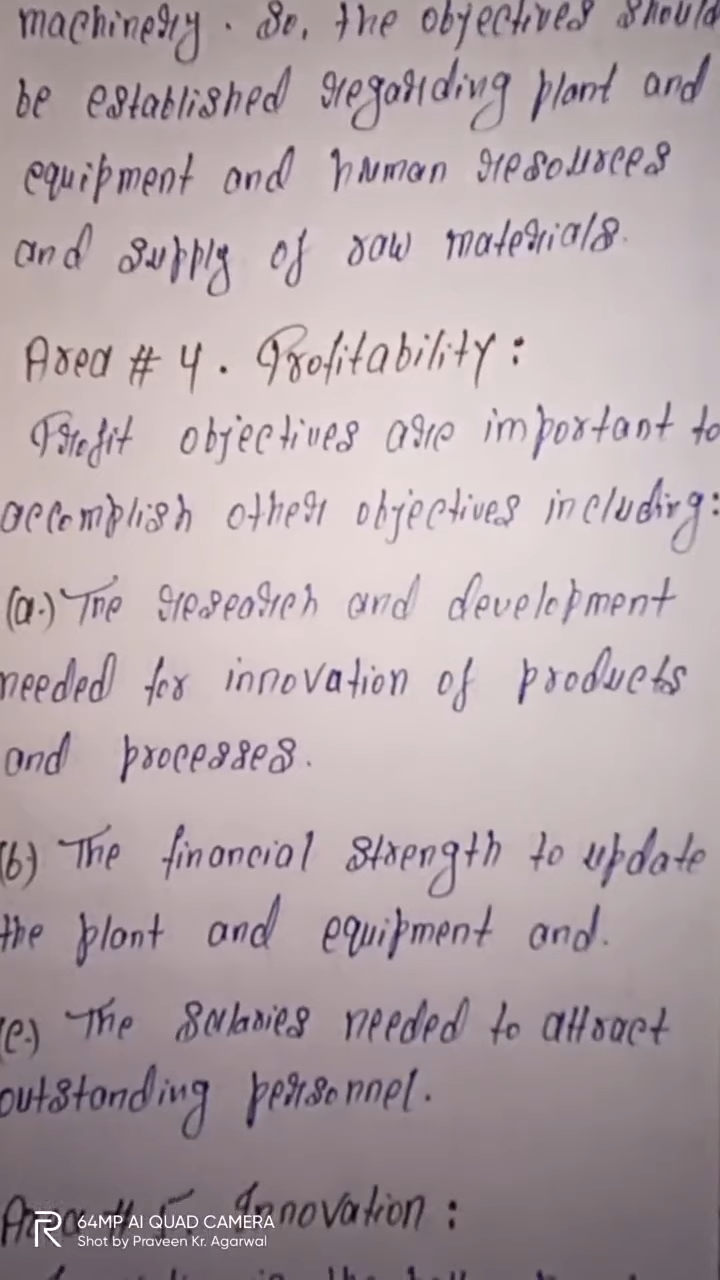 machinery. So, the objectives should
be established regarding plant and
equipment and human resources
and supply of raw materials.
Area # 4. Profitability:
Profit objectives are important to
accomplish other objectives including:
(a.) The research and development
needed for innovation of products
and processes.
(b) The financial strength to update
the plant and equipment and.
(c.) The salaries needed to attract
outstanding personnel.
Area # 5. Innovation:
64MP AI QUAD CAMERA
Shot by Praveen Kr. Agarwal